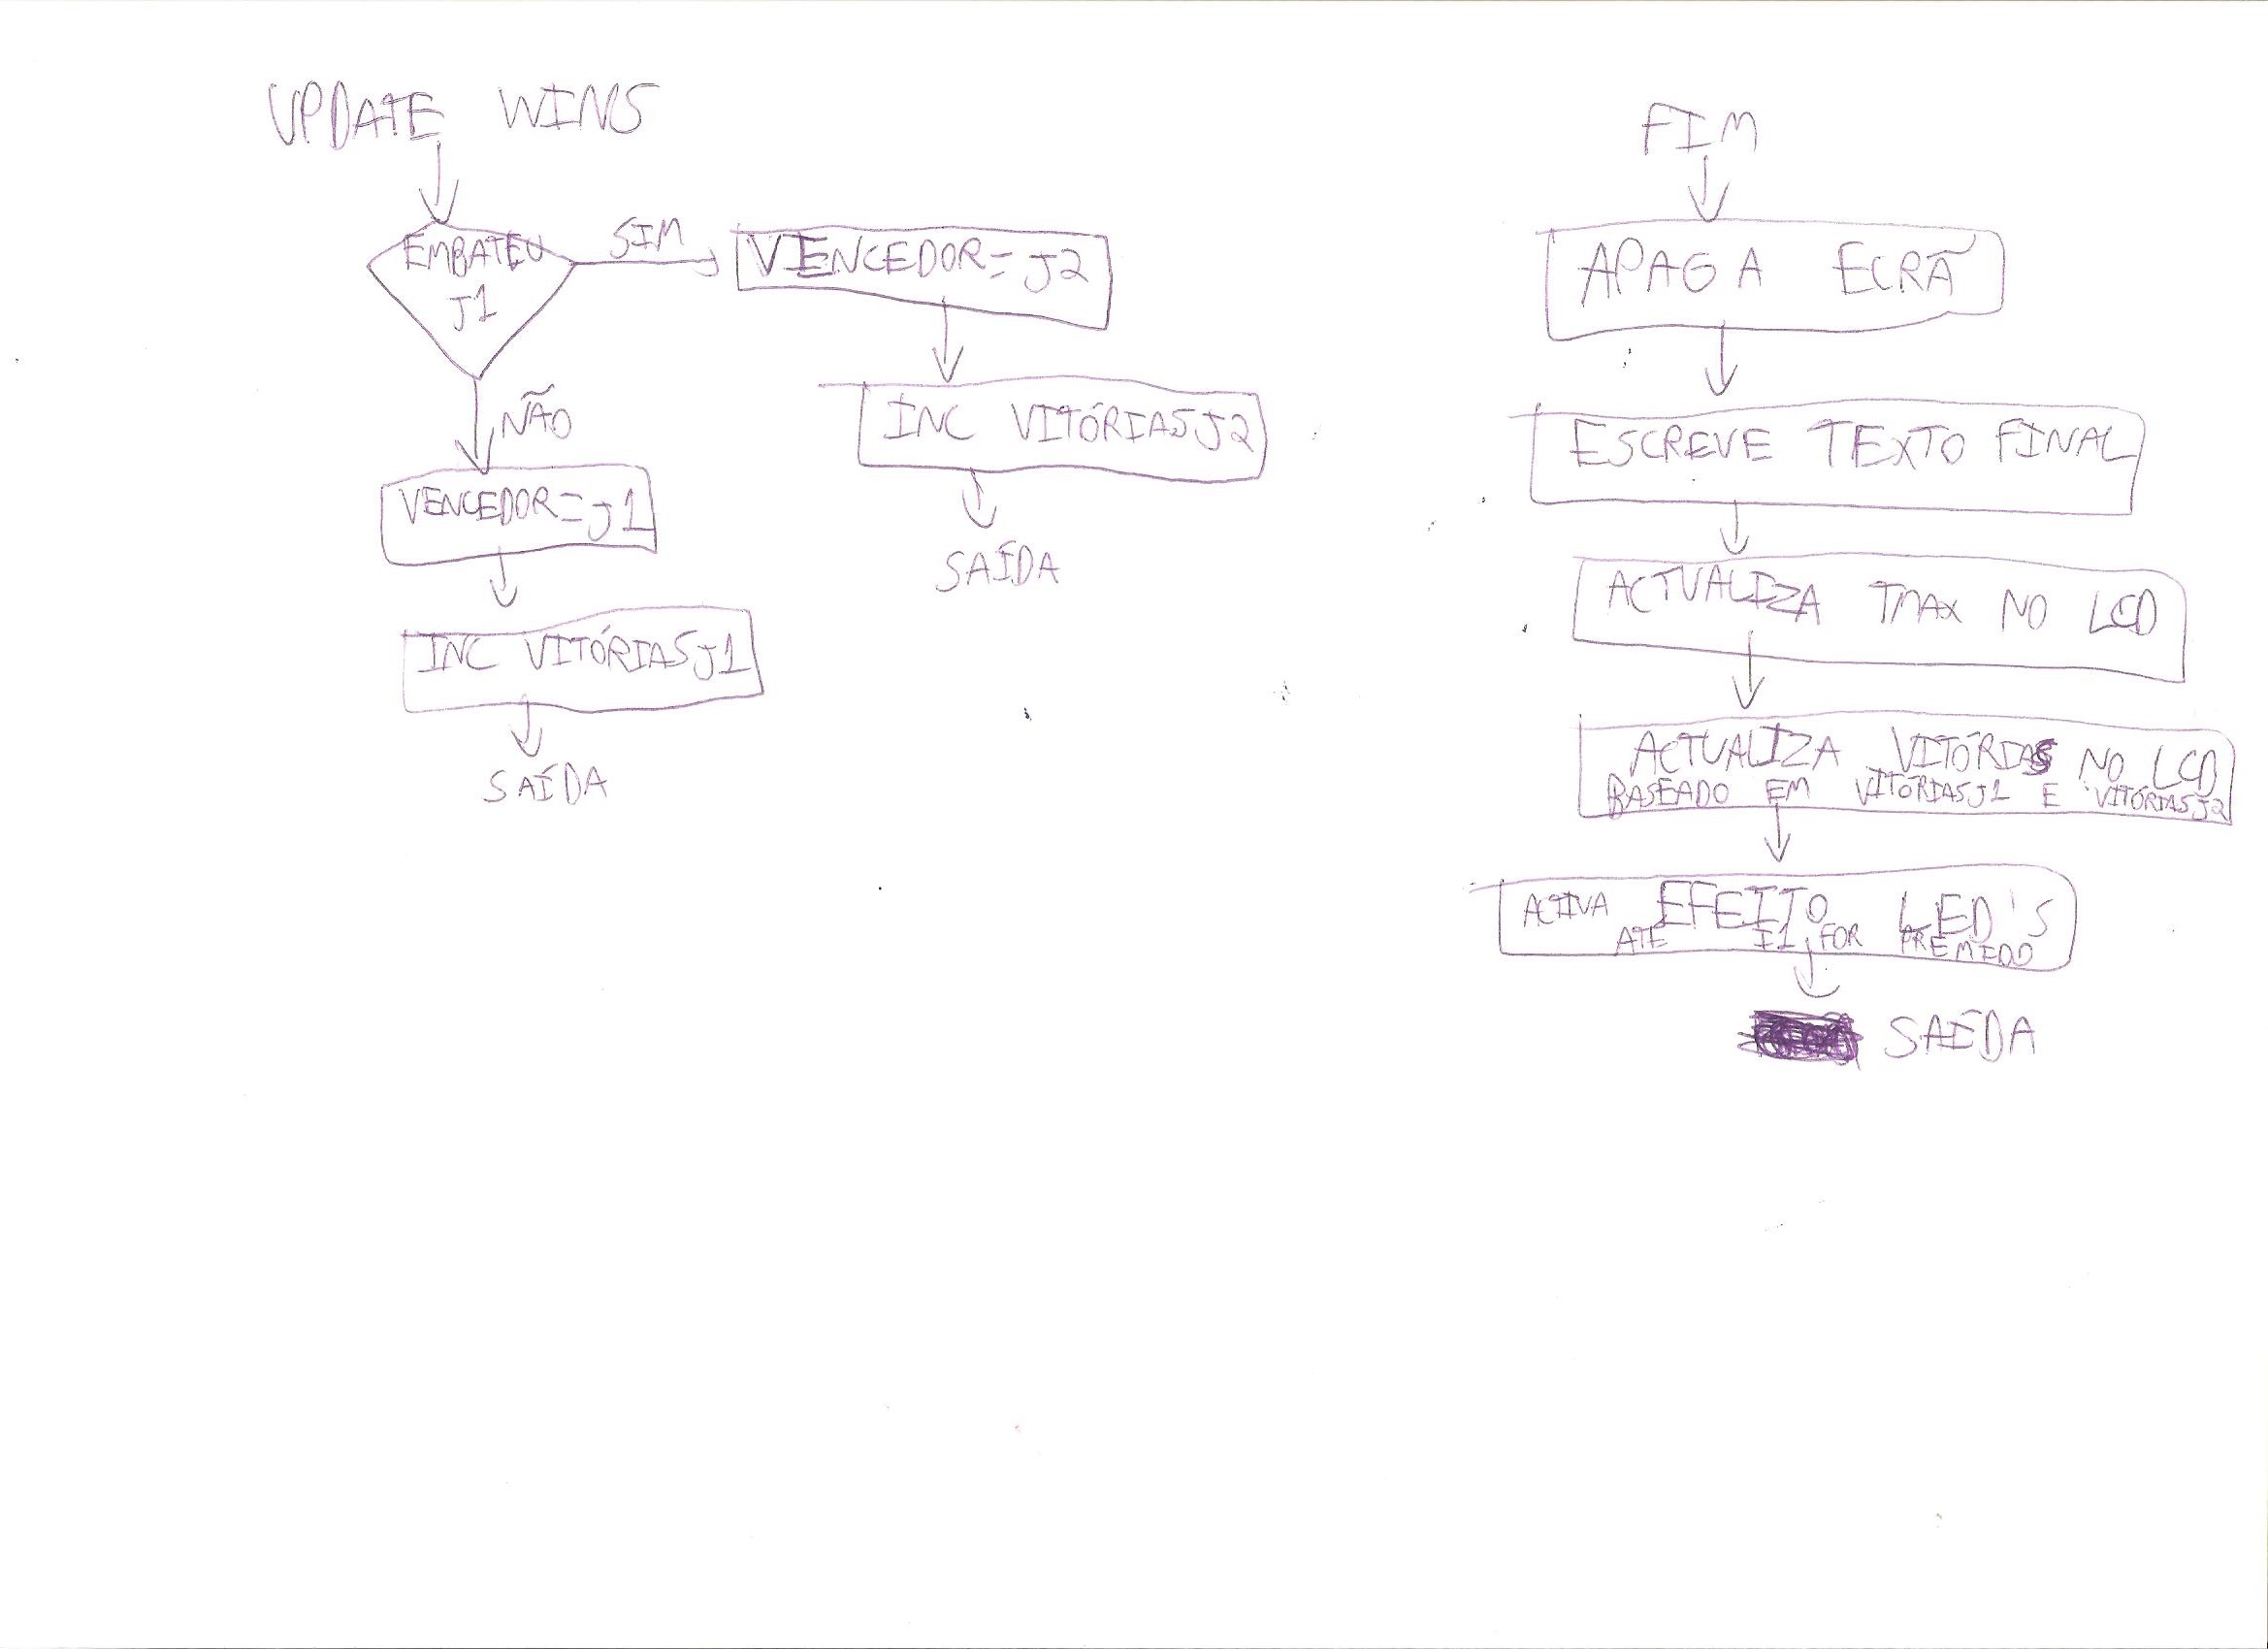 UPDATE WINS
EMBATEU
J1
SIM
VENCEDOR=J2
INC VITÓRIASJ2
SAÍDA
NÃO
VENCEDOR=J1
INC VITÓRIASJ1
SAÍDA
FIM
APAGA ECRÃ
ESCREVE TEXTO FINAL
ACTUALIZA TMAX NO LCD
ACTUALIZA VITÓRIAS NO LCD
BASEADO EM VITÓRIASJ1 E VITÓRIASJ2
ACTIVA EFEITO LED'S
ATE I1 FOR PREMIDO
SAÍDA